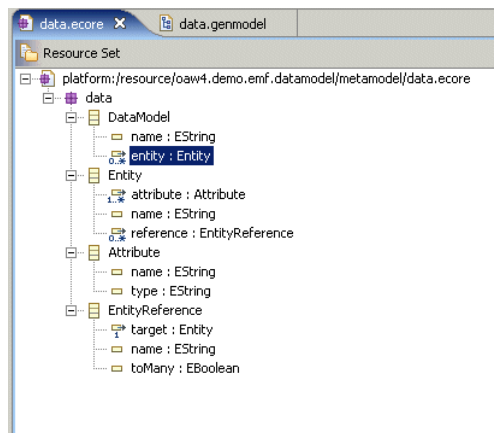 data.ecore data.genmodel
Resource Set
platform:/resource/oaw4.demo.emf.datamodel/metamodel/data.ecore
data
DataModel
name : EString
0..* entity : Entity
Entity
1..* attribute : Attribute
name : EString
0..* reference : EntityReference
Attribute
name : EString
type : EString
EntityReference
1 target : Entity
name : EString
toMany : EBoolean